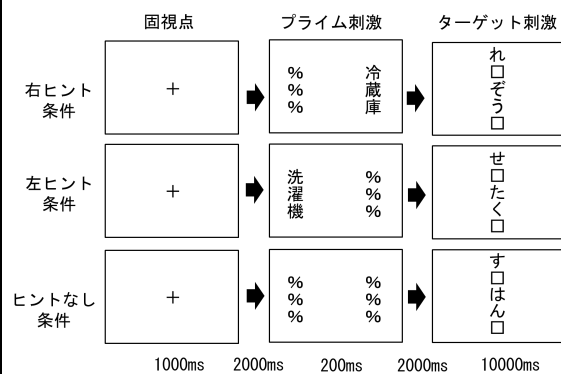 固視点 プライム刺激 ターゲット刺激
右ヒント
条件
+
%
%
%
冷
蔵
庫
れ
□
ぞ
う
□
左ヒント
条件
+
洗
濯
機
%
%
%
せ
□
た
く
□
ヒントなし
条件
+
%
%
%
%
%
%
す
□
は
ん
□
1000ms 2000ms 200ms 2000ms 10000ms